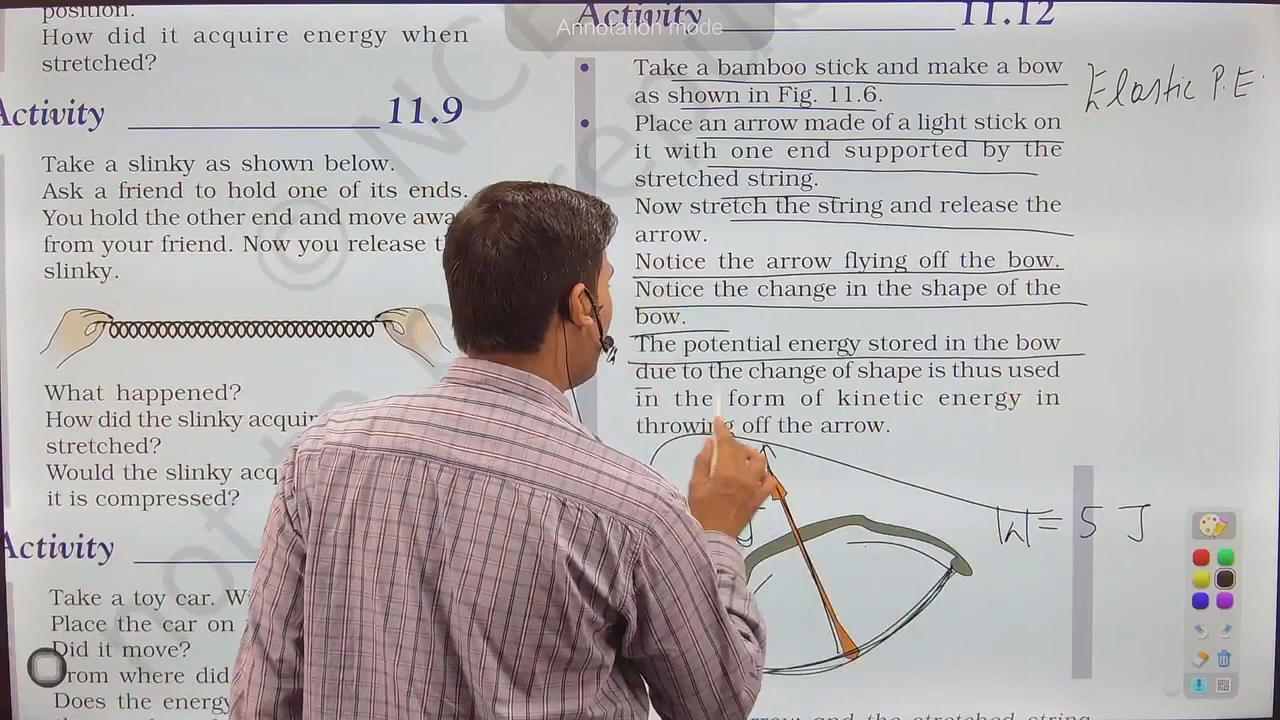 position.
How did it acquire energy when
stretched?
Activity 11.9
Take a slinky as shown below.
Ask a friend to hold one of its ends.
You hold the other end and move
from your friend. Now you release
slinky.
What happened?
How did the slinky
stretched?
Would the slinky
it is compressed?
Activity
Take a toy car.
Place the car on
Did it move?
From where did
Does the energy
Activity 11.12
Annotation mode
Take a bamboo stick and make a bow
as shown in Fig. 11.6.
Place an arrow made of a light stick on
it with one end supported by the
stretched string.
Now stretch the string and release the
arrow.
Notice the arrow flying off the bow.
Notice the change in the shape of the
bow.
The potential energy stored in the bow
due to the change of shape is thus used
in the form of kinetic energy in
throwing off the arrow.
Elastic P.E.
W = 5 J
and the stretched string